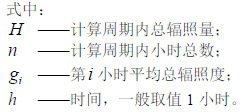 式中:
H ——计算周期内总辐照量;
n ——计算周期内小时总数;
gi ——第i小时平均总辐照度;
h ——时间,一般取值 1 小时。